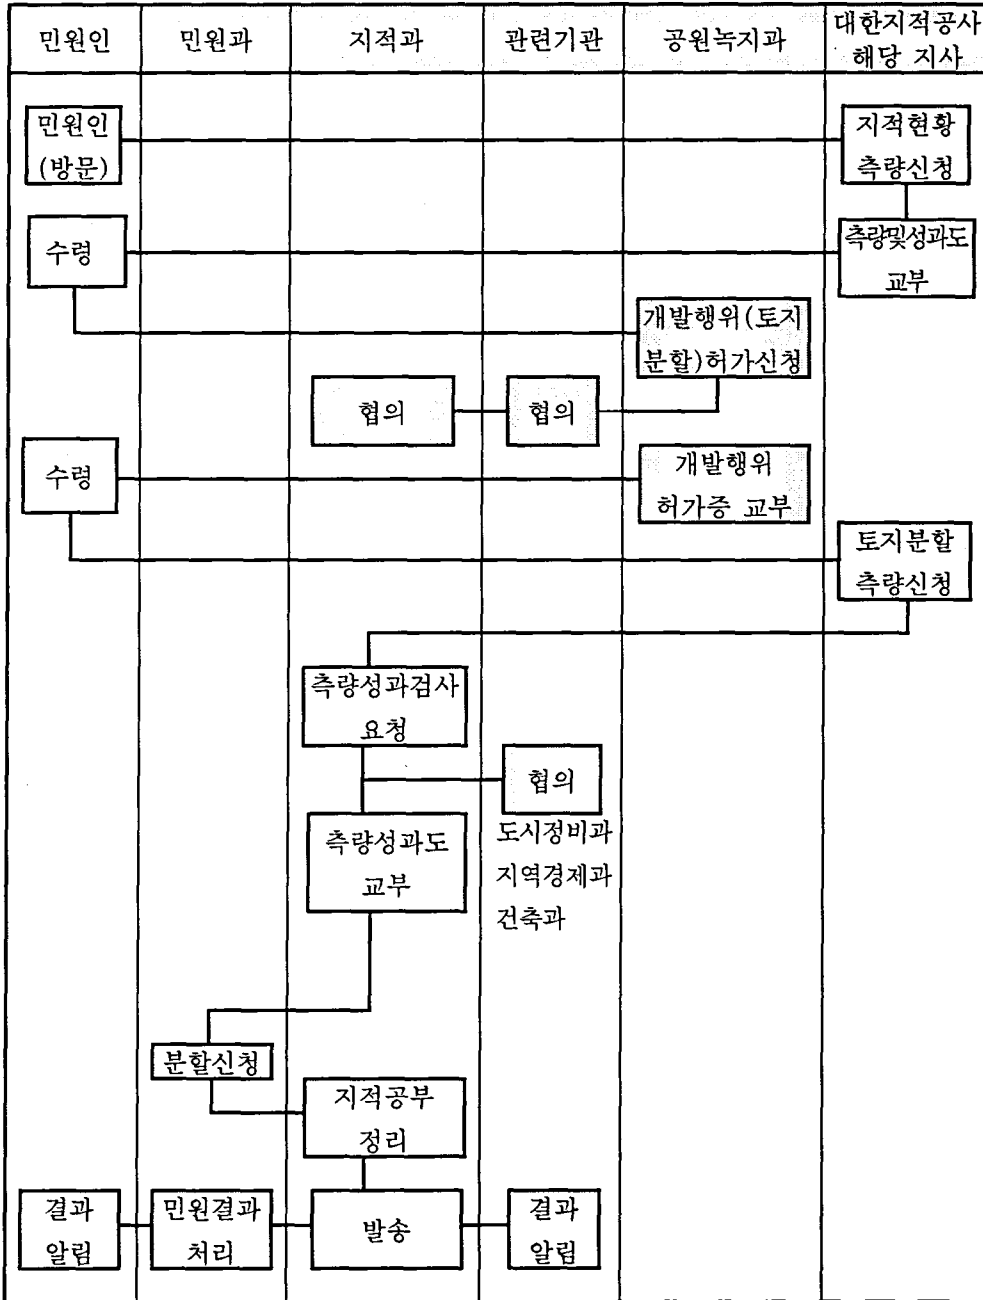 민원인 민원과 지적과 관련기관 공원녹지과 대한지적공사
해당 지사
민원인
(방문)
지적현황
측량신청
수령
측량및성과도
교부
개발행위(토지
분할)허가신청
협의
협의
수령
개발행위
허가증 교부
토지분할
측량신청
측량성과검사
요청
협의
도시정비과
지역경제과
건축과
측량성과도
교부
분할신청
지적공부
정리
결과
알림
민원결과
처리
발송
결과
알림